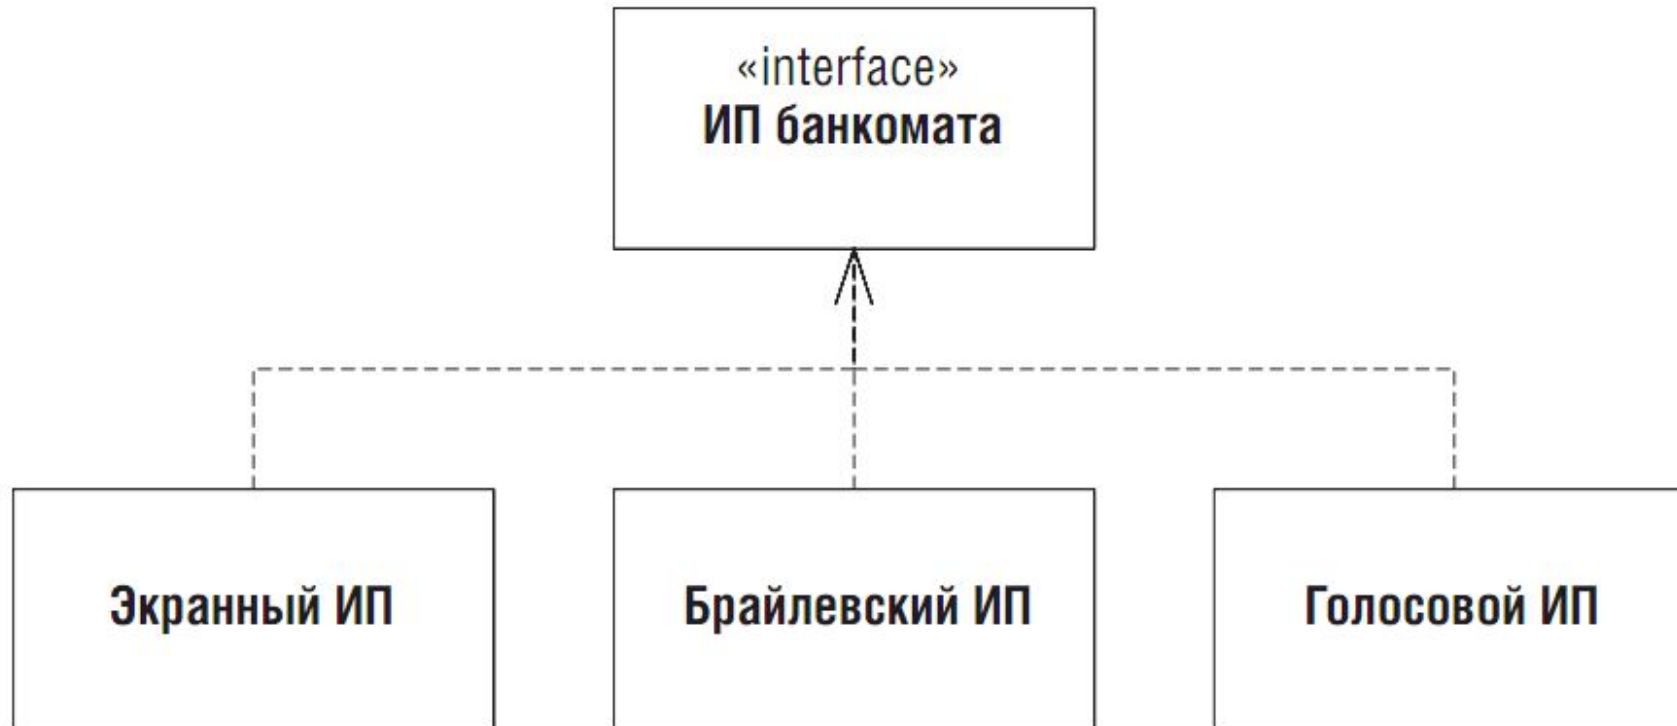 «interface»
ИП банкомата
Экранный ИП
Брайлевский ИП
Голосовой ИП